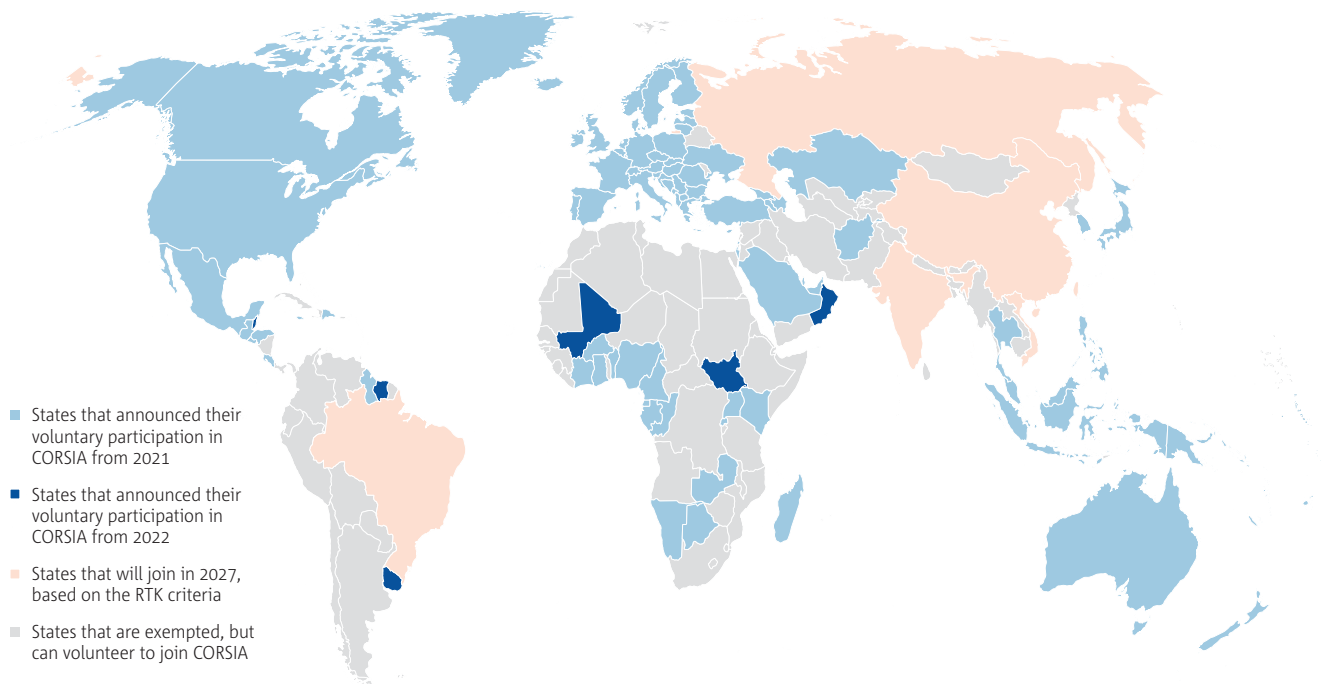 States that announced their
voluntary participation in
CORSIA from 2021
States that announced their
voluntary participation in
CORSIA from 2022
States that will join in 2027,
based on the RTK criteria
States that are exempted, but
can volunteer to join CORSIA